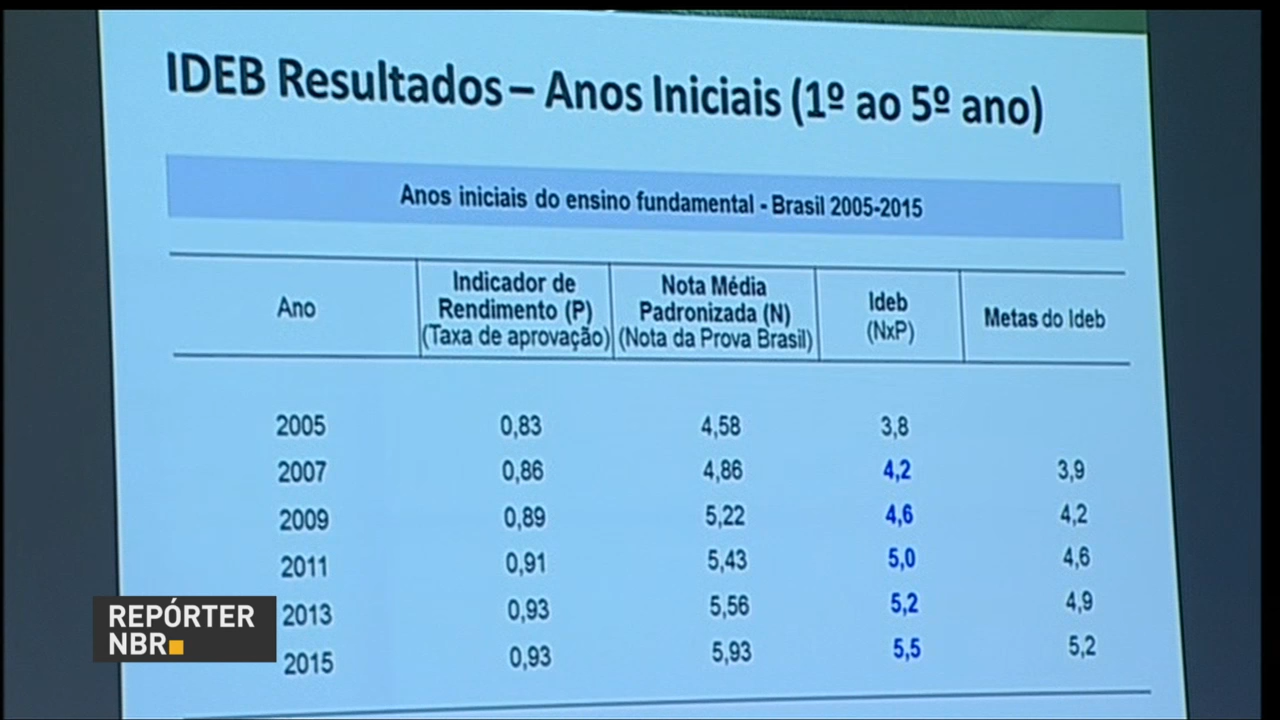 IDEB Resultados – Anos Iniciais (1º ao 5º ano)
Anos iniciais do ensino fundamental - Brasil 2005-2015
Ano
Indicador de
Rendimento (P)
(Taxa de aprovação)
Nota Média
Padronizada (N)
(Nota da Prova Brasil)
Ideb
(NxP)
Metas do Ideb
2005 0,83 4,58 3,8
2007 0,86 4,86 4,2 3,9
2009 0,89 5,22 4,6 4,2
2011 0,91 5,43 5,0 4,6
2013 0,93 5,56 5,2 4,9
2015 0,93 5,93 5,5 5,2
REPÓRTER
NBR